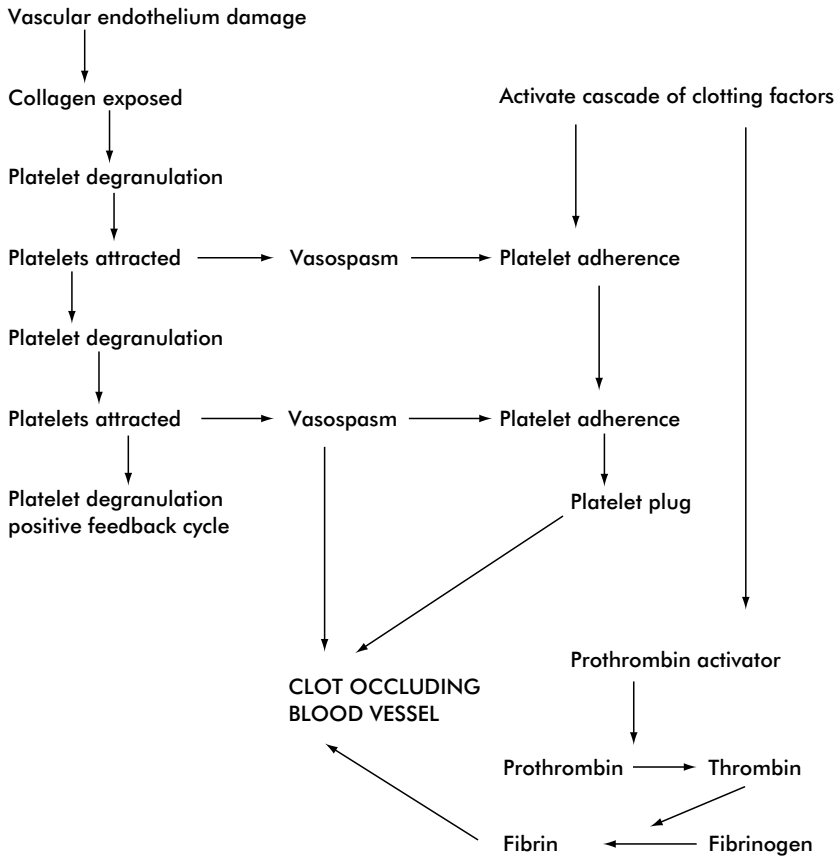 Vascular endothelium damage
Collagen exposed
Activate cascade of clotting factors
Platelet degranulation
Platelets attracted
Vasospasm
Platelet adherence
Platelet degranulation
Platelets attracted
Vasospasm
Platelet adherence
Platelet degranulation
positive feedback cycle
Platelet plug
Prothrombin activator
CLOT OCCLUDING
BLOOD VESSEL
Prothrombin
Thrombin
Fibrin
Fibrinogen